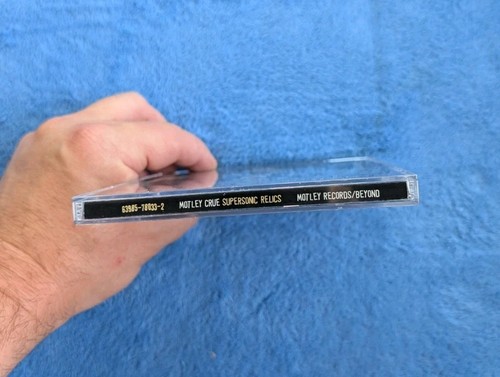 63985-78033-2 MOTLEY CRUE SUPERSONIC RELICS MOTLEY RECORDS/BEYOND